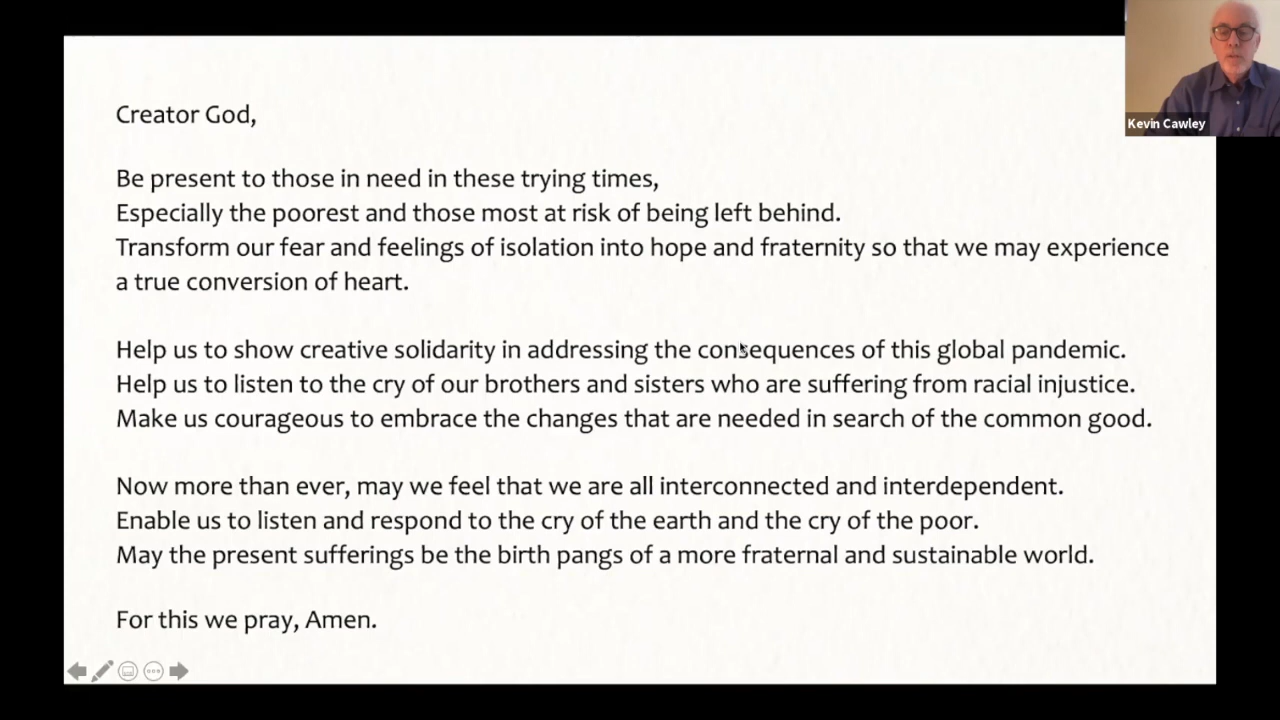 Creator God,
Be present to those in need in these trying times,
Especially the poorest and those most at risk of being left behind.
Transform our fear and feelings of isolation into hope and fraternity so that we may experience
a true conversion of heart.
Help us to show creative solidarity in addressing the consequences of this global pandemic.
Help us to listen to the cry of our brothers and sisters who are suffering from racial injustice.
Make us courageous to embrace the changes that are needed in search of the common good.
Now more than ever, may we feel that we are all interconnected and interdependent.
Enable us to listen and respond to the cry of the earth and the cry of the poor.
May the present sufferings be the birth pangs of a more fraternal and sustainable world.
For this we pray, Amen.
Kevin Cawley